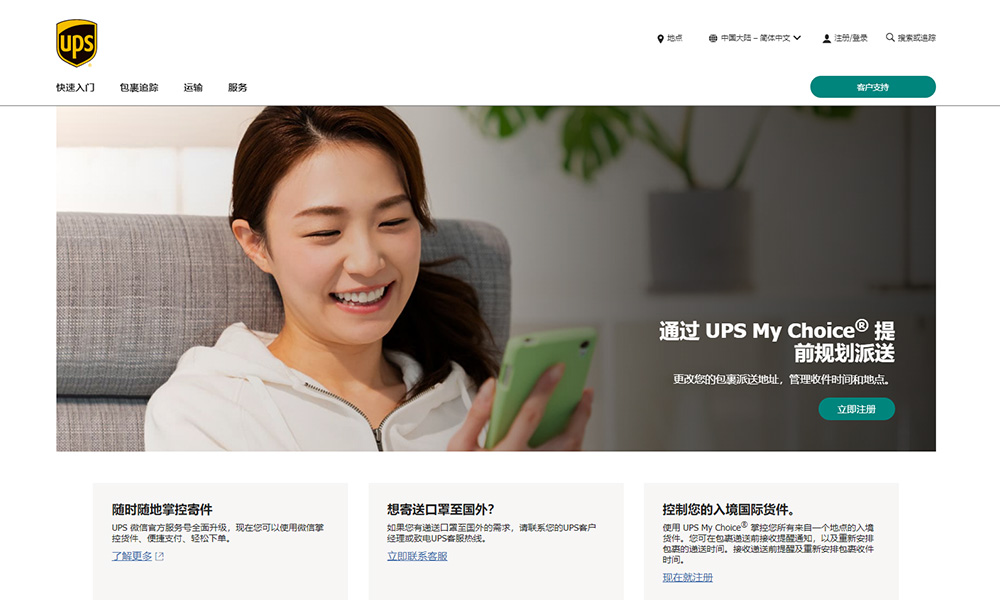 ups
地点
中国大陆 – 简体中文
注册/登录
搜索或追踪
快速入门
包裹追踪
运输
服务
客户支持
通过 UPS My Choice® 提
前规划派送
更改您的包裹派送地址，管理收件时间和地点。
立即注册
随时随地掌控寄件
UPS 微信官方服务号全面升级，现在您可以使用微信掌
控货件、便捷支付、轻松下单。
了解更多
想寄送口罩至国外?
如果您有递送口罩至国外的需求，请联系您的UPS客户
经理或致电UPS客服热线。
立即联系客服
控制您的入境国际货件。
使用 UPS My Choice® 掌控您所有来自一个地点的入境
货件。您可在包裹递送前接收提醒通知，以及重新安排
包裹的递送时间。接收递送前提醒及重新安排包裹收件
时间。
现在就注册